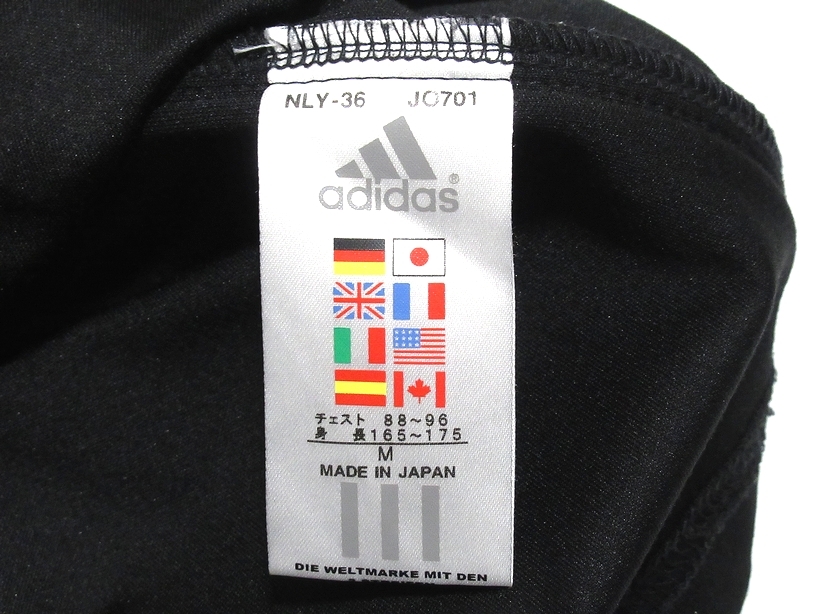 NLY-36 JO701
adidas®
チェスト 88～96
身 長165～175
M
MADE IN JAPAN
DIE WELTMARKE MIT DEN